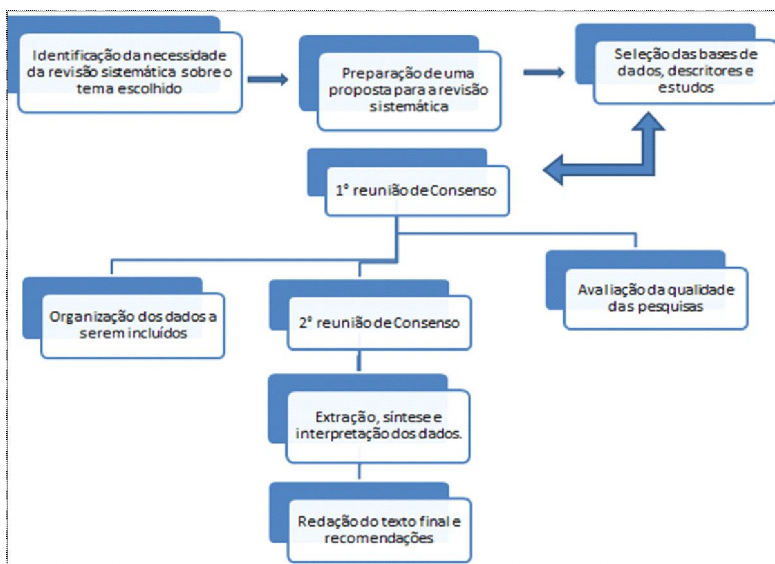 Identificação da necessidade
da revisão sistemática sobre o
tema escolhido
Preparação de uma
proposta para a revisão
sistemática
Seleção das bases de
dados, descritores e
estudos
1° reunião de Consenso
Organização dos dados a
serem incluídos
2° reunião de Consenso
Avaliação da qualidade
das pesquisas
Extração, síntese e
interpretação dos dados.
Redação do texto final e
recomendações